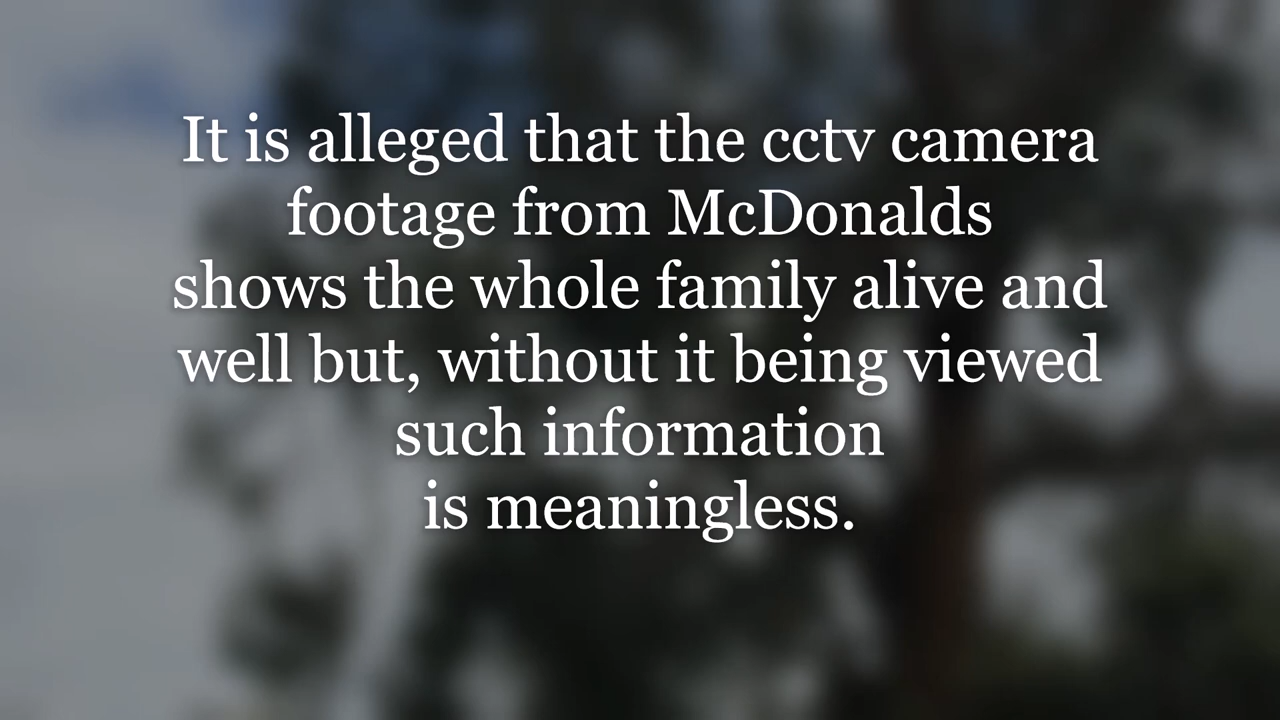 It is alleged that the cctv camera
footage from McDonalds
shows the whole family alive and
well but, without it being viewed
such information
is meaningless.